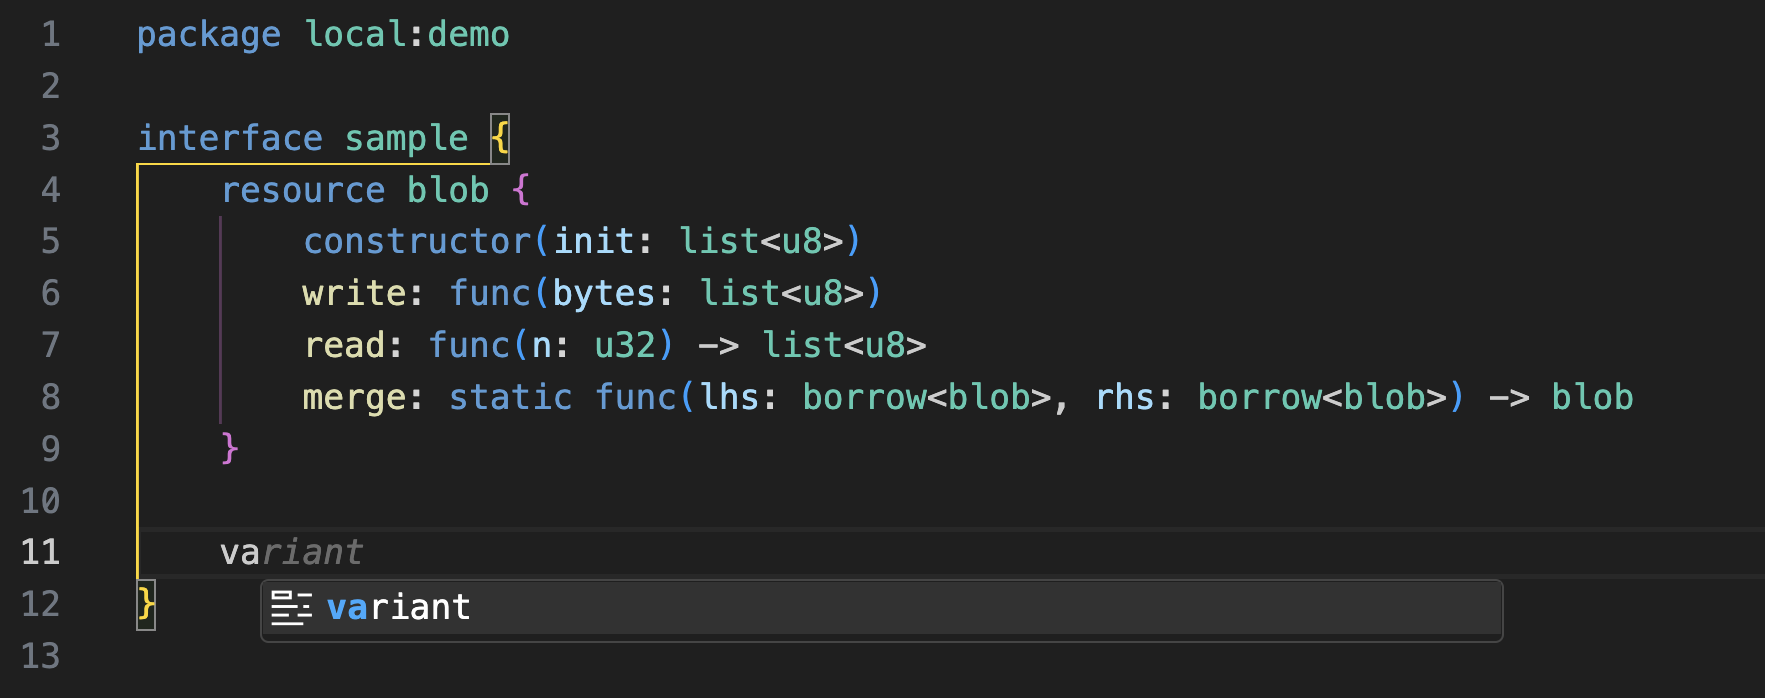 1 package local:demo
2
3 interface sample {
4 resource blob {
5 constructor(init: list<u8>)
6 write: func(bytes: list<u8>)
7 read: func(n: u32) -> list<u8>
8 merge: static func(lhs: borrow<blob>, rhs: borrow<blob>) -> blob
9 }
10
11 variant
12 }
variant
13